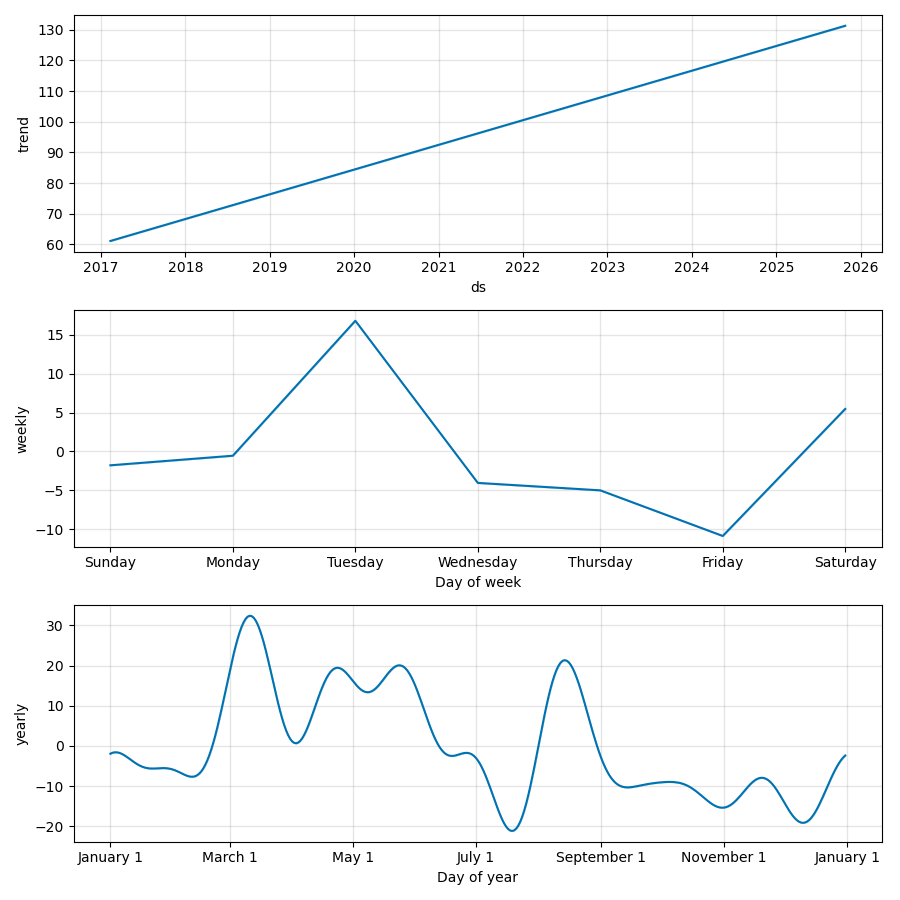 130
120
110
100
90
80
70
60
trend
2017 2018 2019 2020 2021 2022 2023 2024 2025 2026
ds
15
10
5
0
−5
−10
weekly
Sunday Monday Tuesday Wednesday Thursday Friday Saturday
Day of week
30
20
10
0
−10
−20
yearly
January 1 March 1 May 1 July 1 September 1 November 1 January 1
Day of year